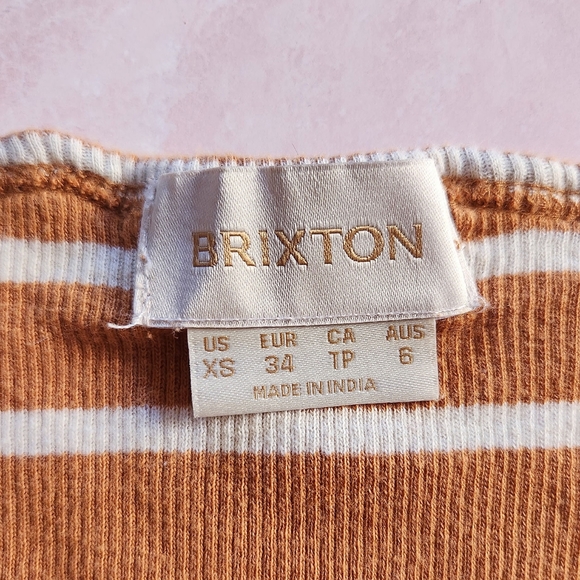 BRIXTON
US EUR CA AUS
XS 34 TP 6
MADE IN INDIA